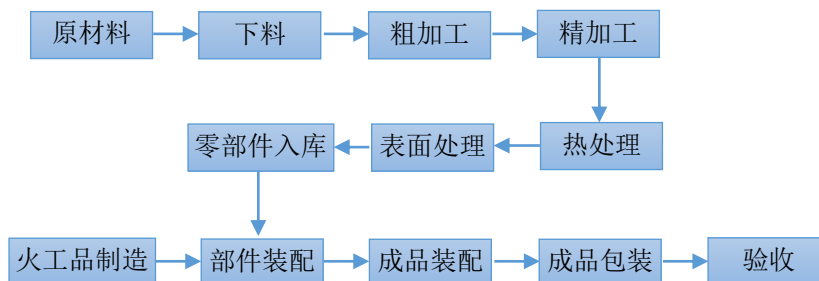 原材料
下料
粗加工
精加工
热处理
表面处理
零部件入库
火工品制造
部件装配
成品装配
成品包装
验收